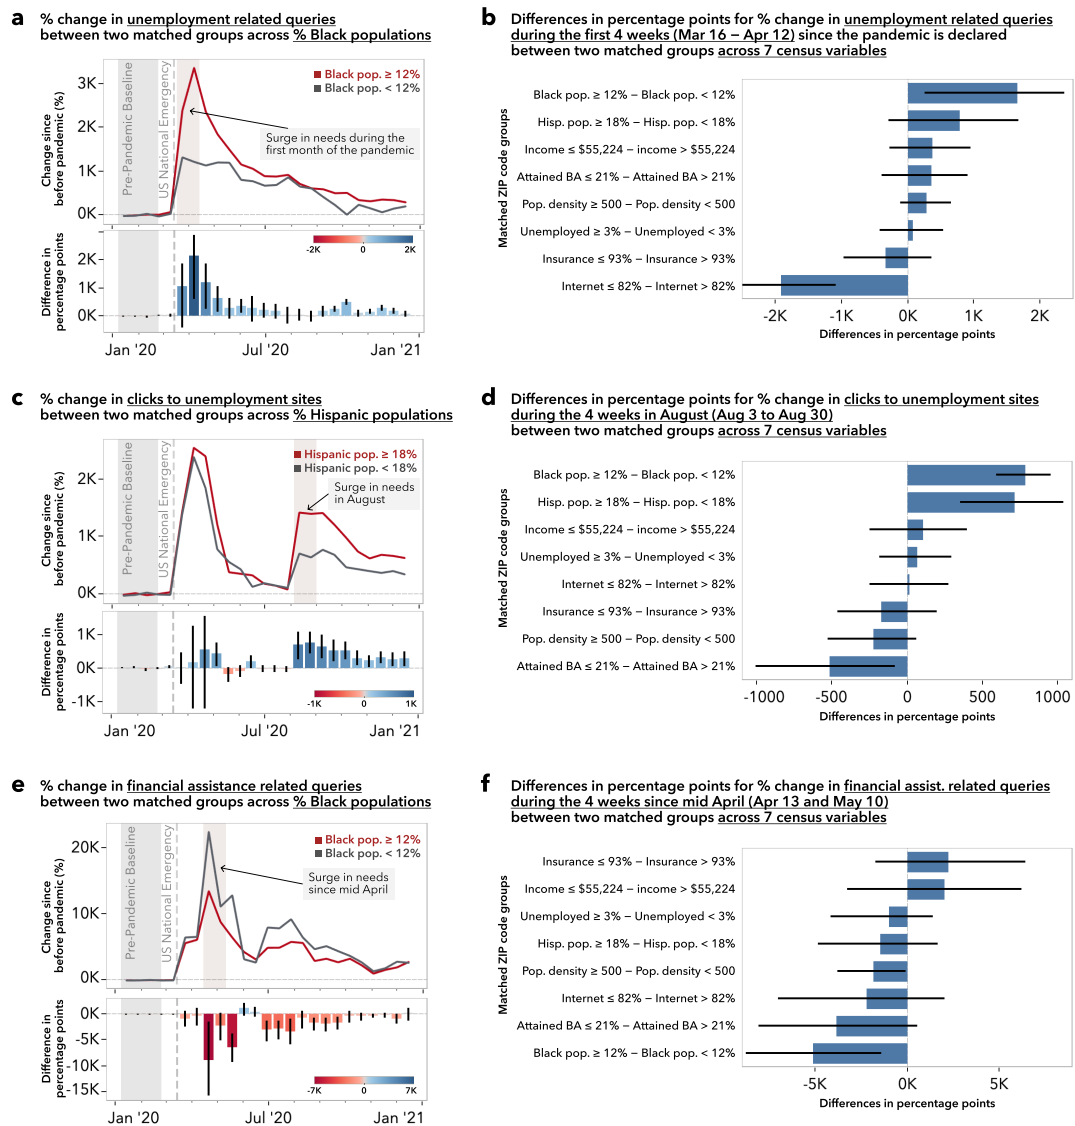 a
% change in unemployment related queries
between two matched groups across % Black populations
Change since
before pandemic (%)
3K
2K
1K
0K
Pre-Pandemic Baseline
US National Emergency
Black pop. ≥ 12%
Black pop. < 12%
Surge in needs during the
first month of the pandemic
Difference in
percentage points
2K
1K
0K
-2K 0 2K
Jan '20 Jul '20 Jan '21
b
Differences in percentage points for % change in unemployment related queries
during the first 4 weeks (Mar 16 – Apr 12) since the pandemic is declared
between two matched groups across 7 census variables
Matched ZIP code groups
Black pop. ≥ 12% – Black pop. < 12%
Hisp. pop. ≥ 18% – Hisp. pop. < 18%
Income ≤ $55,224 – income > $55,224
Attained BA ≤ 21% – Attained BA > 21%
Pop. density ≥ 500 – Pop. density < 500
Unemployed ≥ 3% – Unemployed < 3%
Insurance ≤ 93% – Insurance > 93%
Internet ≤ 82% – Internet > 82%
-2K -1K 0K 1K 2K
Differences in percentage points
c
% change in clicks to unemployment sites
between two matched groups across % Hispanic populations
Change since
before pandemic (%)
2K
1K
0K
Pre-Pandemic Baseline
US National Emergency
Hispanic pop. ≥ 18%
Hispanic pop. < 18%
Surge in needs
in August
Difference in
percentage points
1K
0K
-1K
-1K 0 1K
Jan '20 Jul '20 Jan '21
d
Differences in percentage points for % change in clicks to unemployment sites
during the 4 weeks in August (Aug 3 to Aug 30)
between two matched groups across 7 census variables
Matched ZIP code groups
Black pop. ≥ 12% – Black pop. < 12%
Hisp. pop. ≥ 18% – Hisp. pop. < 18%
Income ≤ $55,224 – income > $55,224
Unemployed ≥ 3% – Unemployed < 3%
Internet ≤ 82% – Internet > 82%
Insurance ≤ 93% – Insurance > 93%
Pop. density ≥ 500 – Pop. density < 500
Attained BA ≤ 21% – Attained BA > 21%
-1000 -500 0 500 1000
Differences in percentage points
e
% change in financial assistance related queries
between two matched groups across % Black populations
Change since
before pandemic (%)
20K
10K
0K
Pre-Pandemic Baseline
US National Emergency
Black pop. ≥ 12%
Black pop. < 12%
Surge in needs
since mid April
Difference in
percentage points
0K
-5K
-10K
-15K
-7K 0 7K
Jan '20 Jul '20 Jan '21
f
Differences in percentage points for % change in financial assist. related queries
during the 4 weeks since mid April (Apr 13 and May 10)
between two matched groups across 7 census variables
Matched ZIP code groups
Insurance ≤ 93% – Insurance > 93%
Income ≤ $55,224 – income > $55,224
Unemployed ≥ 3% – Unemployed < 3%
Hisp. pop. ≥ 18% – Hisp. pop. < 18%
Pop. density ≥ 500 – Pop. density < 500
Internet ≤ 82% – Internet > 82%
Attained BA ≤ 21% – Attained BA > 21%
Black pop. ≥ 12% – Black pop. < 12%
-5K 0K 5K
Differences in percentage points